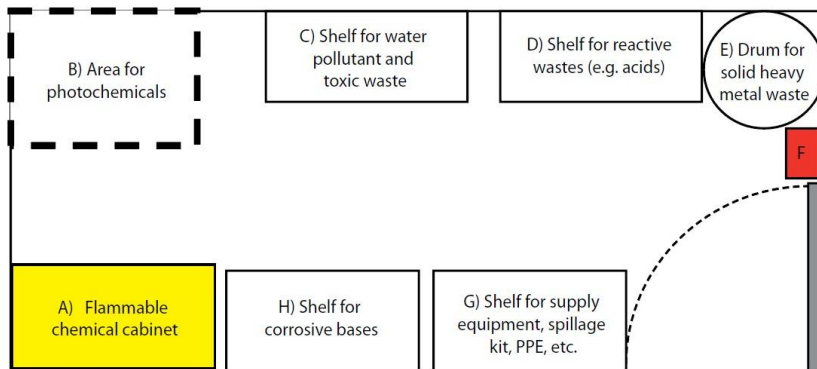 B) Area for
photochemicals
C) Shelf for water
pollutant and
toxic waste
D) Shelf for reactive
wastes (e.g. acids)
E) Drum for
solid heavy
metal waste
F
A) Flammable
chemical cabinet
H) Shelf for
corrosive bases
G) Shelf for supply
equipment, spillage
kit, PPE, etc.